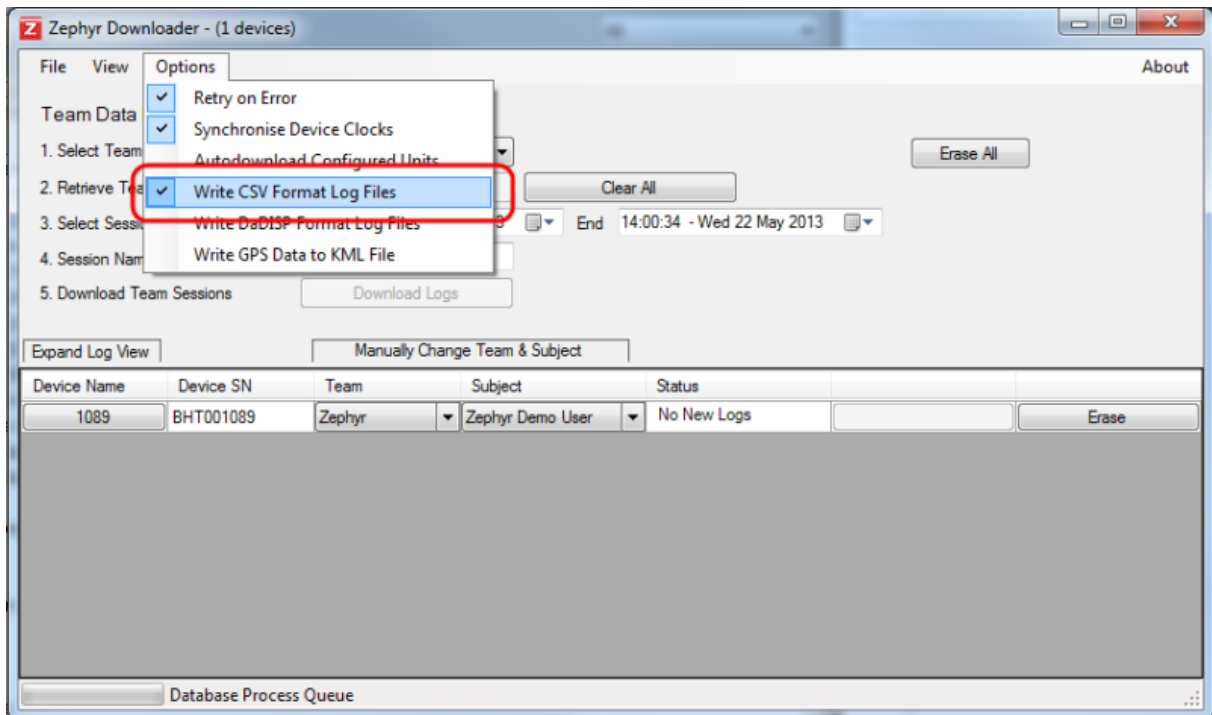 Z Zephyr Downloader - (1 devices)
File View Options About
Retry on Error
Team Data
Synchronise Device Clocks
1. Select Team
Autodownload Configured Units
Erase All
2. Retrieve
Write CSV Format Log Files
Clear All
3. Select
Write DaDISP Format Log Files
3 End 14:00:34 - Wed 22 May 2013
4. Session
Write GPS Data to KML File
5. Download Team Sessions Download Logs
Expand Log View Manually Change Team & Subject
Device Name Device SN Team Subject Status
1089 BHT001089 Zephyr Zephyr Demo User No New Logs Erase
Database Process Queue